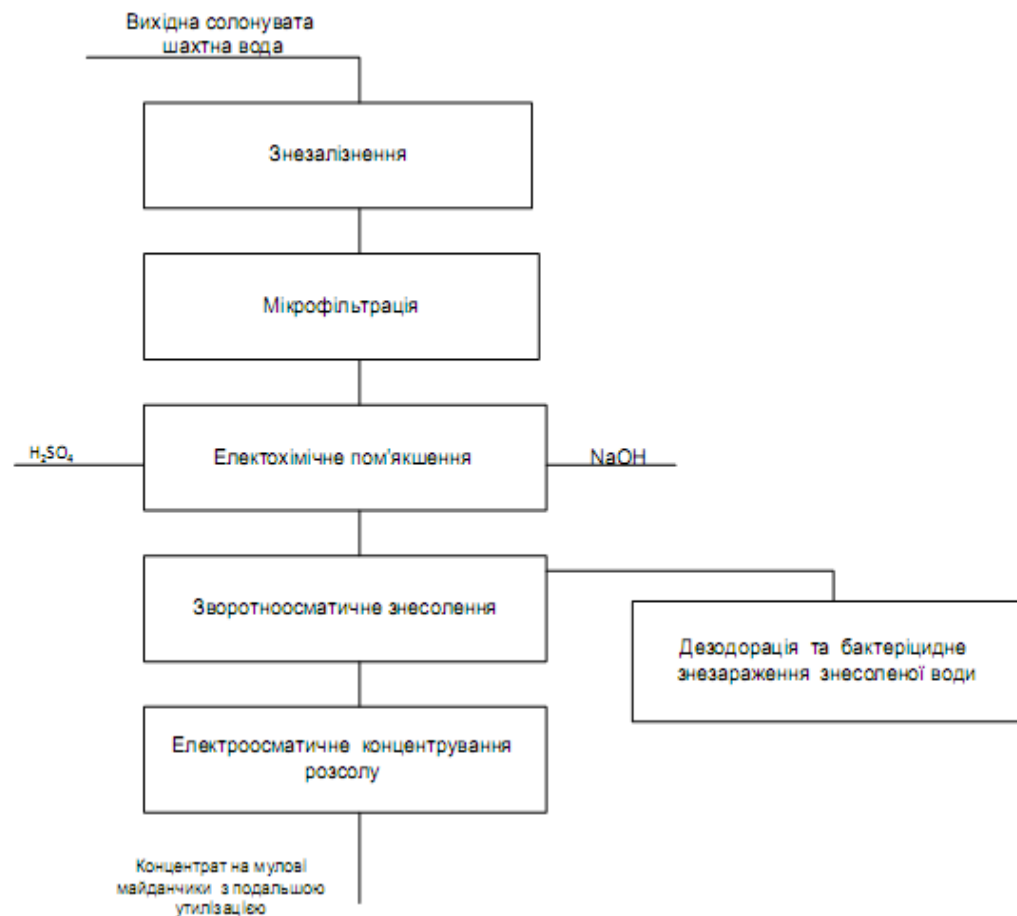 Вихідна солонувата
шахтна вода
Знезалізнення
Мікрофільтрація
H₂SO₄
Електохімічне пом'якшення
NaOH
Зворотноосматичне знесолення
Дезодорація та бактеріцидне
знезараження знесоленої води
Електроосматичне концентрування
розсолу
Концентрат на мулові
майданчики з подальшою
утилізацією